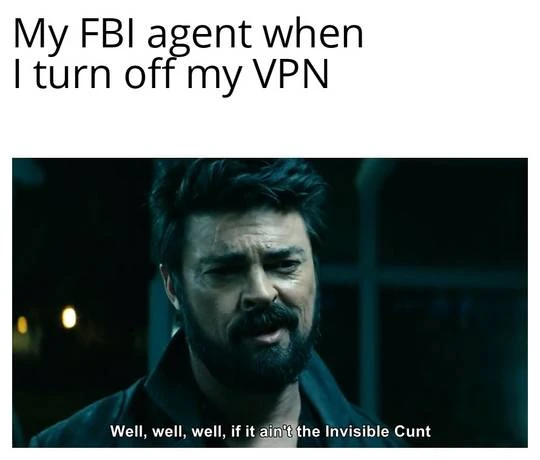 My FBI agent when
I turn off my VPN
Well, well, well, if it ain't the Invisible Cunt